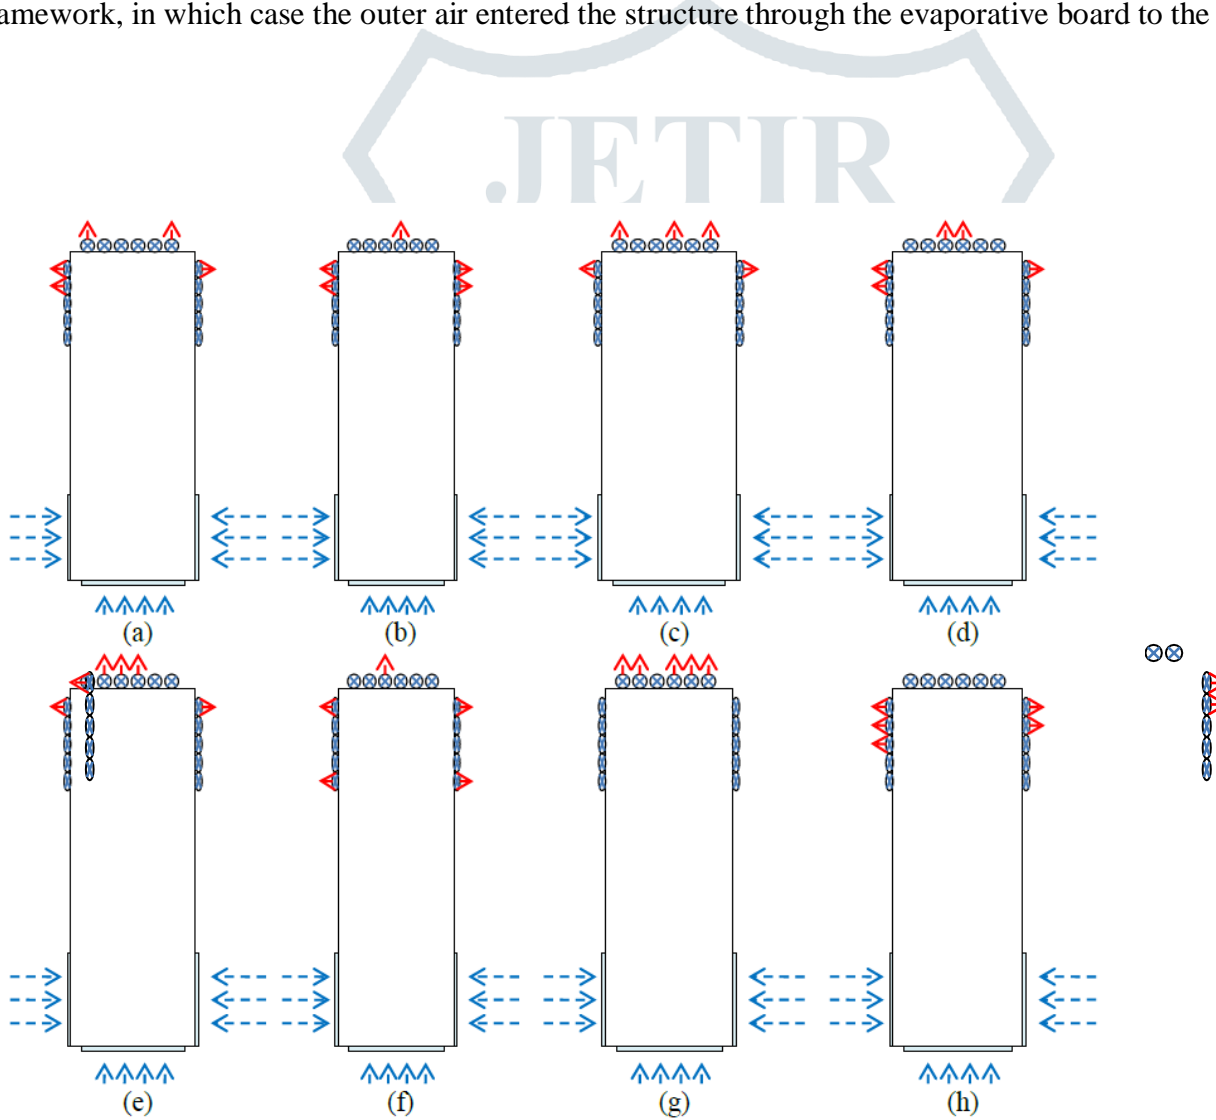 amework, in which case the outer air entered the structure through the evaporative board to the
JETIR
(a) (b) (c) (d)
(e) (f) (g) (h)